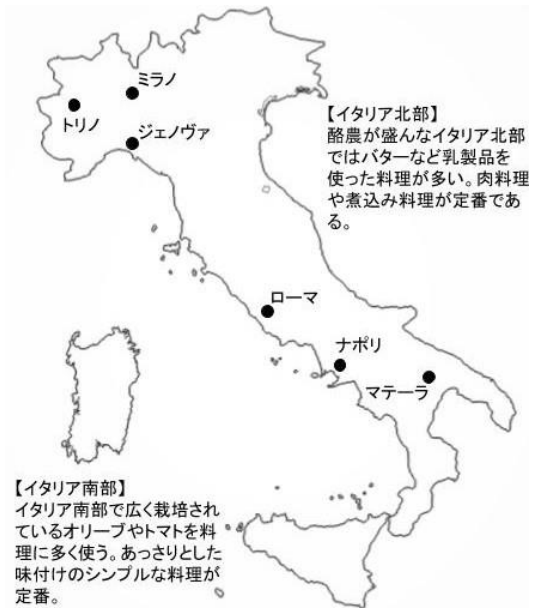 ミラノ
トリノ
ジェノヴァ
【イタリア北部】
酪農が盛んなイタリア北部
ではバターなど乳製品を
使った料理が多い。肉料理
や煮込み料理が定番であ
る。
ローマ
ナポリ
マテーラ
【イタリア南部】
イタリア南部で広く栽培され
ているオリーブやトマトを料
理に多く使う。あっさりとした
味付けのシンプルな料理が
定番。